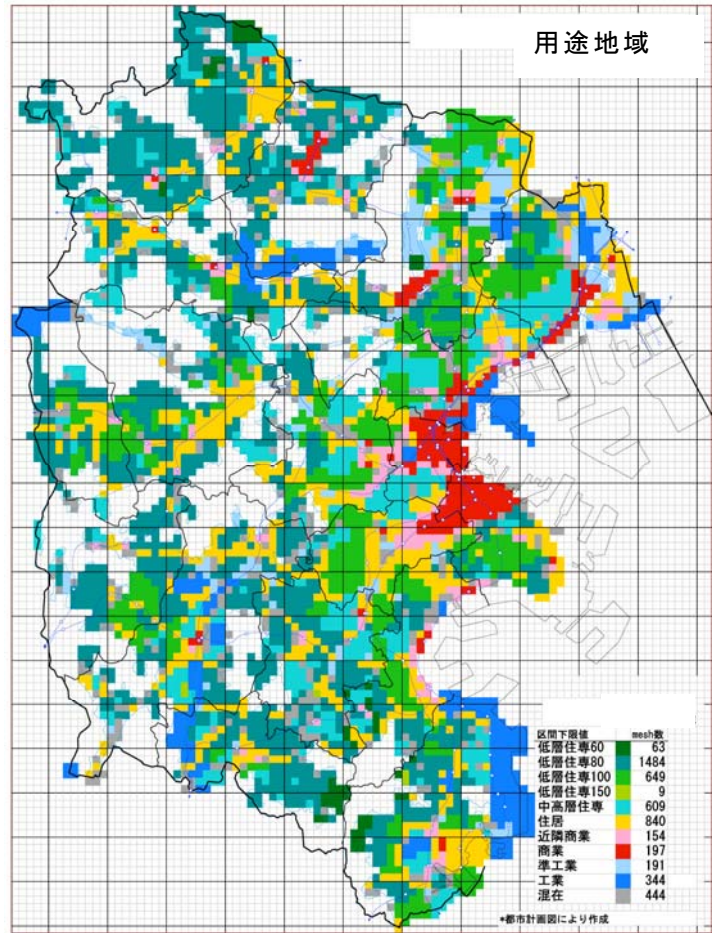 用途地域
区間下限値 mesh数
低層住専60 63
低層住専80 1484
低層住専100 649
低層住専150 9
中高層住専 609
住居 840
近隣商業 154
商業 197
準工業 191
工業 344
混在 444
*都市計画図により作成